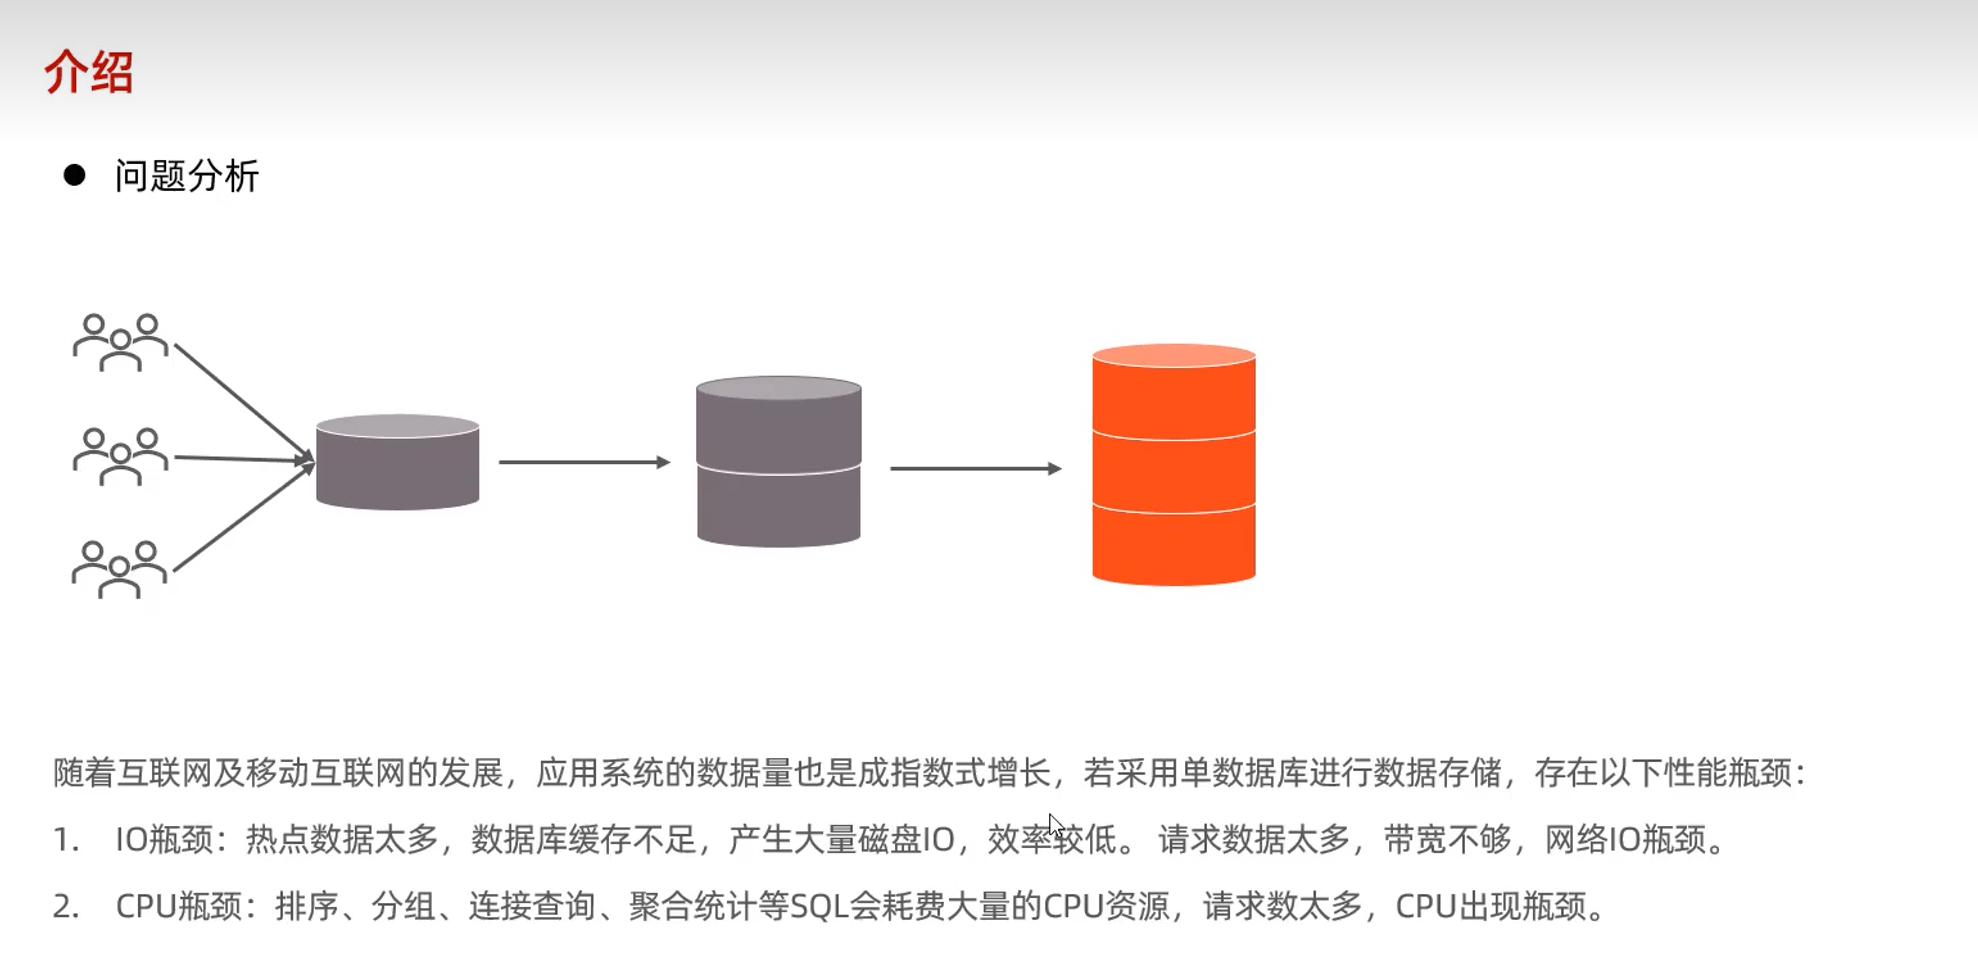 介绍
● 问题分析
随着互联网及移动互联网的发展，应用系统的数据量也是成指数式增长，若采用单数据库进行数据存储，存在以下性能瓶颈：
1. IO瓶颈：热点数据太多，数据库缓存不足，产生大量磁盘IO，效率较低。 请求数据太多，带宽不够，网络IO瓶颈。
2. CPU瓶颈：排序、分组、连接查询、聚合统计等SQL会耗费大量的CPU资源，请求数太多，CPU出现瓶颈。